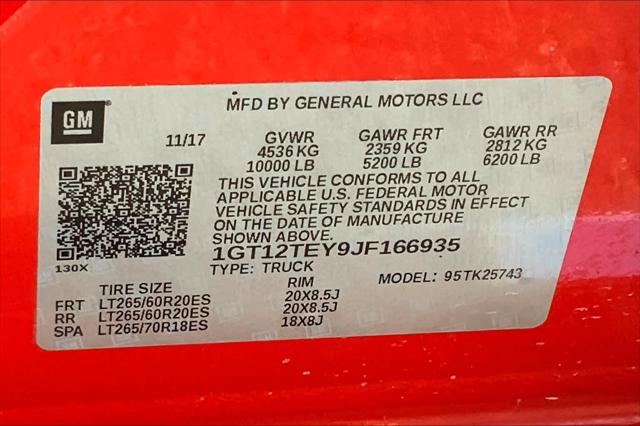 GM
MFD BY GENERAL MOTORS LLC
11/17 GVWR GAWR FRT GAWR RR
4536 KG 2359 KG 2812 KG
10000 LB 5200 LB 6200 LB
THIS VEHICLE CONFORMS TO ALL
APPLICABLE U.S. FEDERAL MOTOR
VEHICLE SAFETY STANDARDS IN EFFECT
ON THE DATE OF MANUFACTURE
SHOWN ABOVE.
1GT12TEY9JF166935
130X
TYPE: TRUCK MODEL: 95TK25743
TIRE SIZE RIM
FRT LT265/60R20ES 20X8.5J
RR LT265/60R20ES 20X8.5J
SPA LT265/70R18ES 18X8J